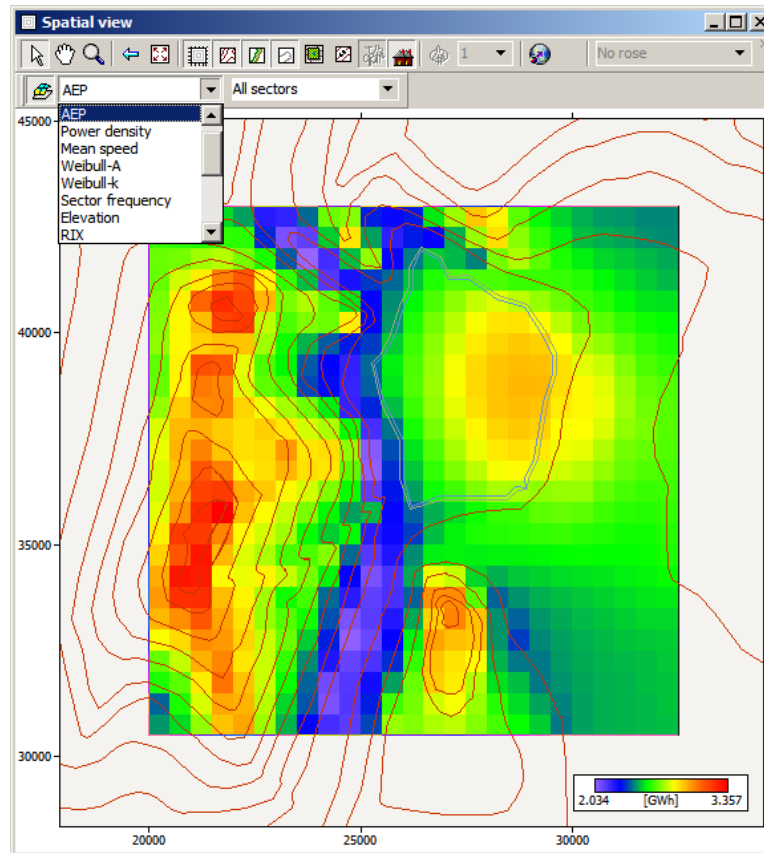 Spatial view
1
No rose
AEP
All sectors
AEP
Power density
Mean speed
Weibull-A
Weibull-k
Sector frequency
Elevation
RIX
45000
40000
35000
30000
2.034 [GWh] 3.357
20000 25000 30000